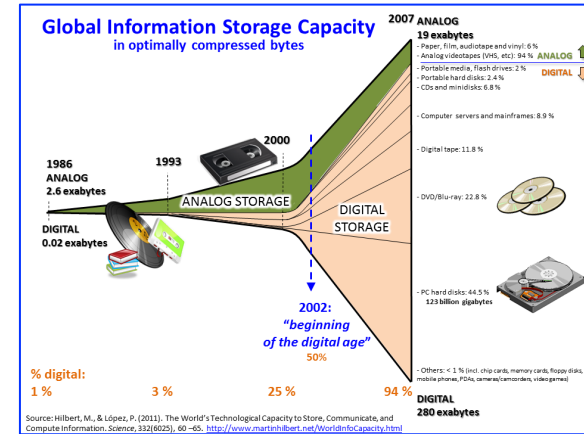 Global Information Storage Capacity
in optimally compressed bytes
2007 ANALOG
19 exabytes
- Paper, film, audiotape and vinyl: 6 %
- Analog videotapes (VHS, etc): 94 %
ANALOG
- Portable media, flash drives: 2 %
DIGITAL
- Portable hard disks: 2.4 %
- CDs and minidisks: 6.8 %
- Computer servers and mainframes: 8.9 %
- Digital tape: 11.8 %
- DVD/Blu-ray: 22.8 %
- PC hard disks: 44.5 %
123 billion gigabytes
- Others: < 1 % (incl. chip cards, memory cards, floppy disks,
mobile phones, PDAs, cameras/camcorders, video games)
DIGITAL
280 exabytes
1986
ANALOG
2.6 exabytes
DIGITAL
0.02 exabytes
1993
2000
ANALOG STORAGE
DIGITAL
STORAGE
2002:
"beginning
of the digital age"
50%
% digital:
1 %
3 %
25 %
94 %
Source: Hilbert, M., & López, P. (2011). The World's Technological Capacity to Store, Communicate, and
Compute Information. Science, 332(6025), 60 –65. http://www.martinhilbert.net/WorldInfoCapacity.html